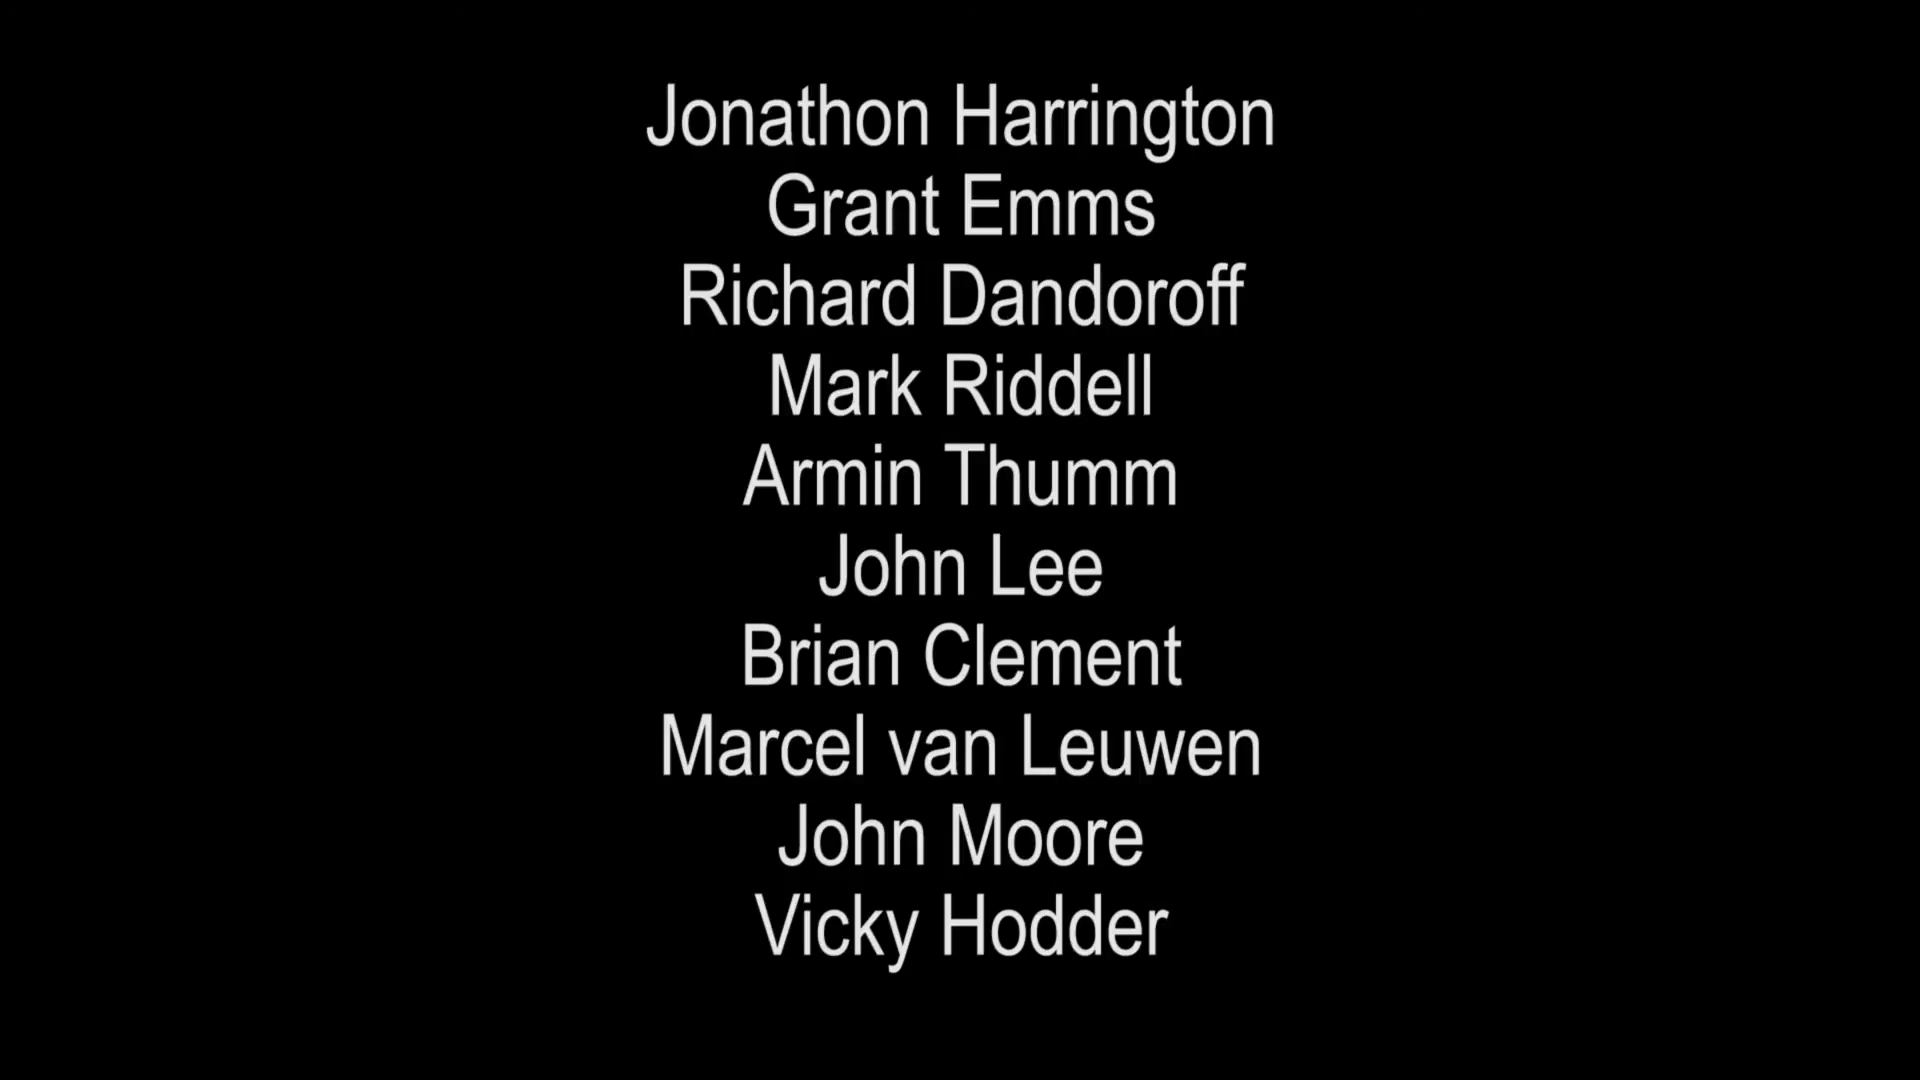 Jonathon Harrington
Grant Emms
Richard Dandoroff
Mark Riddell
Armin Thumm
John Lee
Brian Clement
Marcel van Leuwen
John Moore
Vicky Hodder